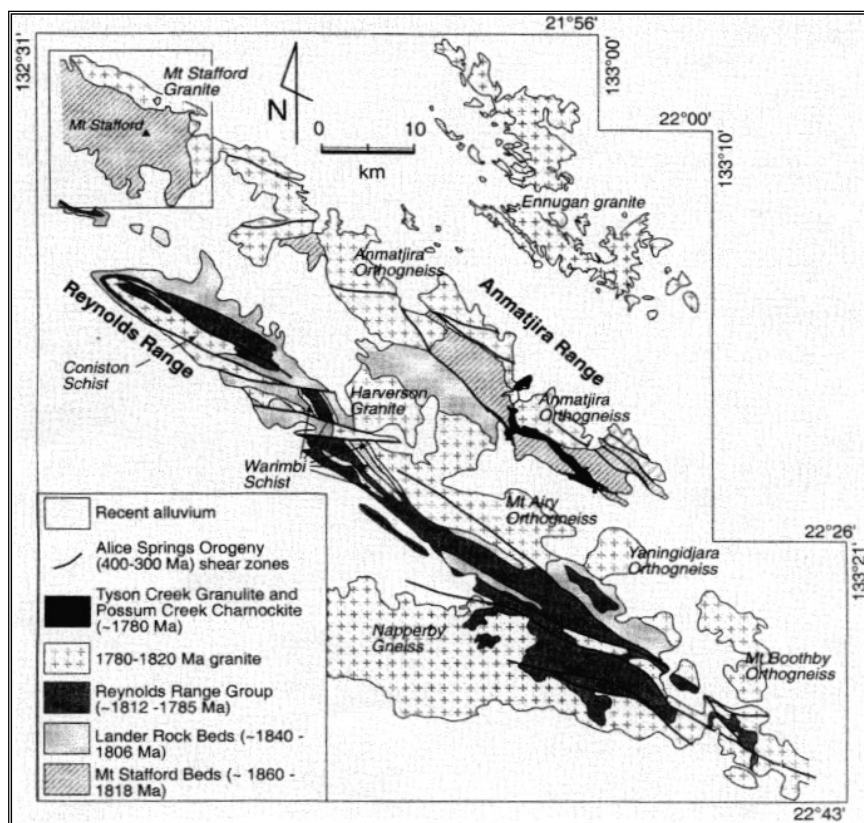 21°56'
132°31'
133°00'
Mt Stafford
Granite
Mt Stafford
N
22°00'
133°10'
0 10
km
Ennugan granite
Anmatjira
Orthogneiss
Reynolds Range
Anmatjira Range
Coniston
Schist
Harverson
Granite
Anmatjira
Orthogneiss
Warimbi
Schist
Mt Airy
Orthogneiss
22°26'
133°21'
Yaningidjara
Orthogneiss
Napperby
Gneiss
Mt Boothby
Orthogneiss
22°43'
Recent alluvium
Alice Springs Orogeny
(400-300 Ma) shear zones
Tyson Creek Granulite and
Possum Creek Charnockite
(~1780 Ma)
1780-1820 Ma granite
Reynolds Range Group
(~1812 -1785 Ma)
Lander Rock Beds (~1840 -
1806 Ma)
Mt Stafford Beds (~ 1860 -
1818 Ma)